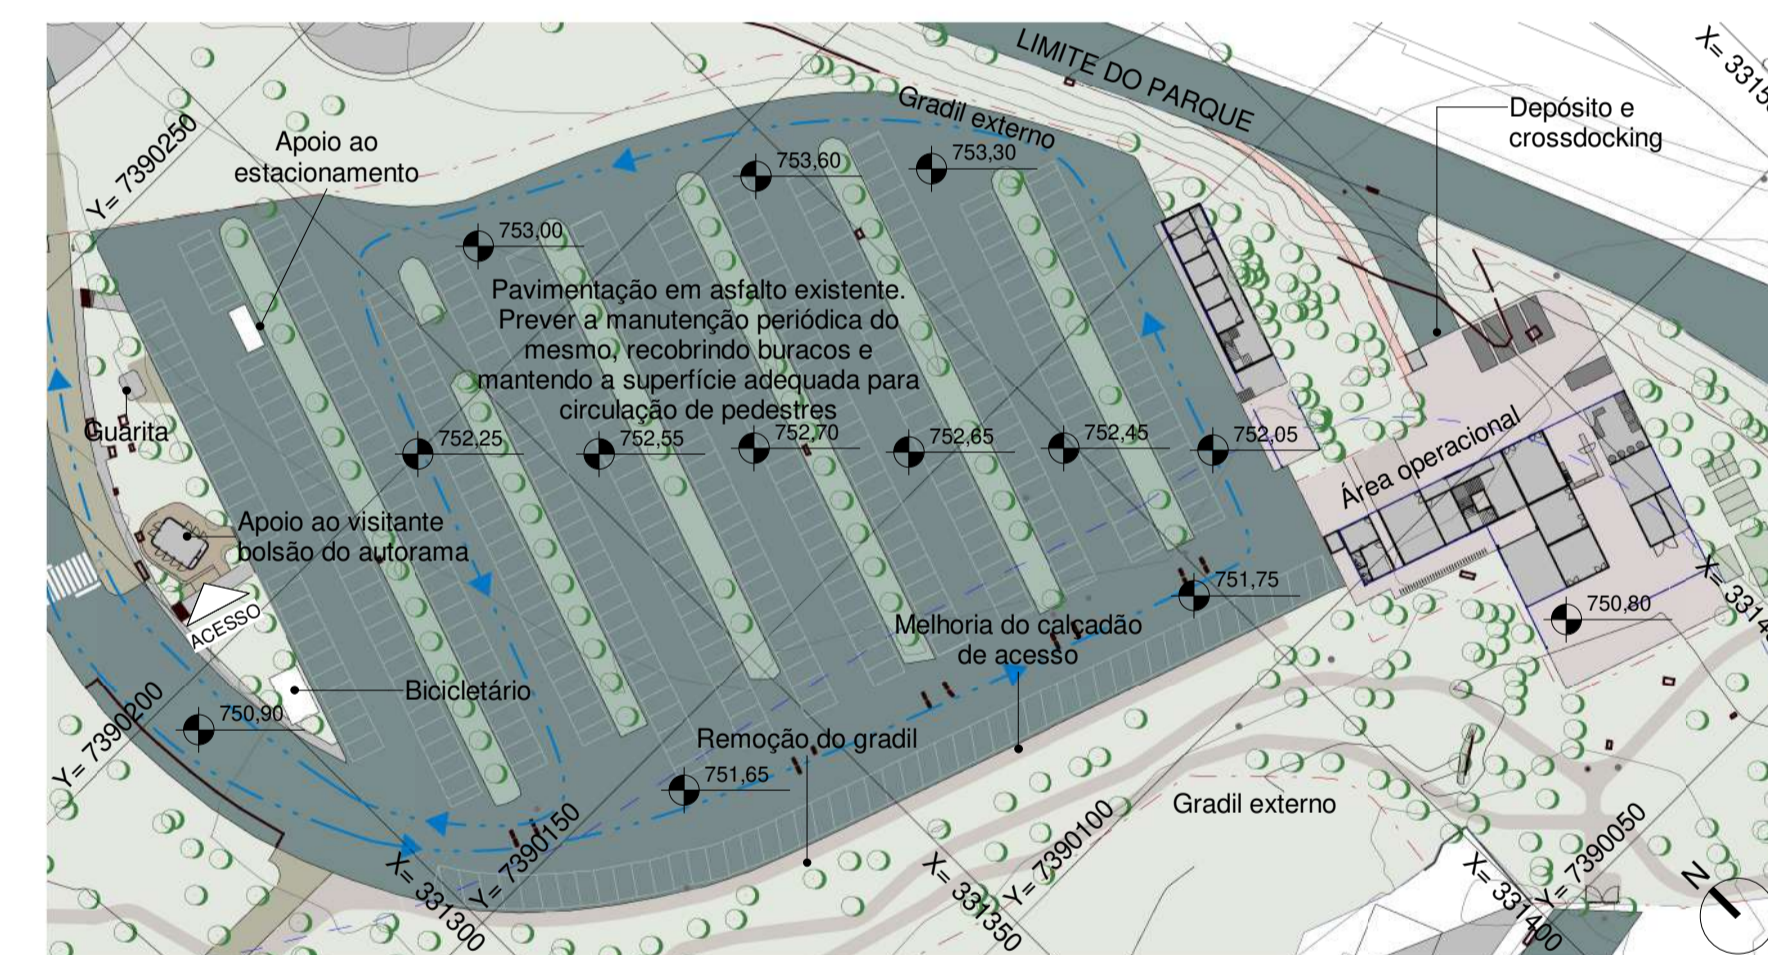 LIMITE DO PARQUE
X= 33150
Depósito e
crossdocking
Gradil externo
Y= 7390250
Apoio ao
estacionamento
753,60
753,30
753,00
Pavimentação em asfalto existente.
Prever a manutenção periódica do
mesmo, recobrindo buracos e
mantendo a superfície adequada para
circulação de pedestres
Guarita
752,25
752,55
752,70
752,65
752,45
752,05
Área operacional
Apoio ao visitante
bolsão do autorama
ACESSO
751,75
750,80
Melhoria do calçadão
de acesso
Bicicletário
750,90
Y= 7390200
Remoção do gradil
751,65
Gradil externo
X= 3314
Y= 7390150
X= 331300
Y= 7390100
X= 331350
Y= 7390050
X= 331400
N